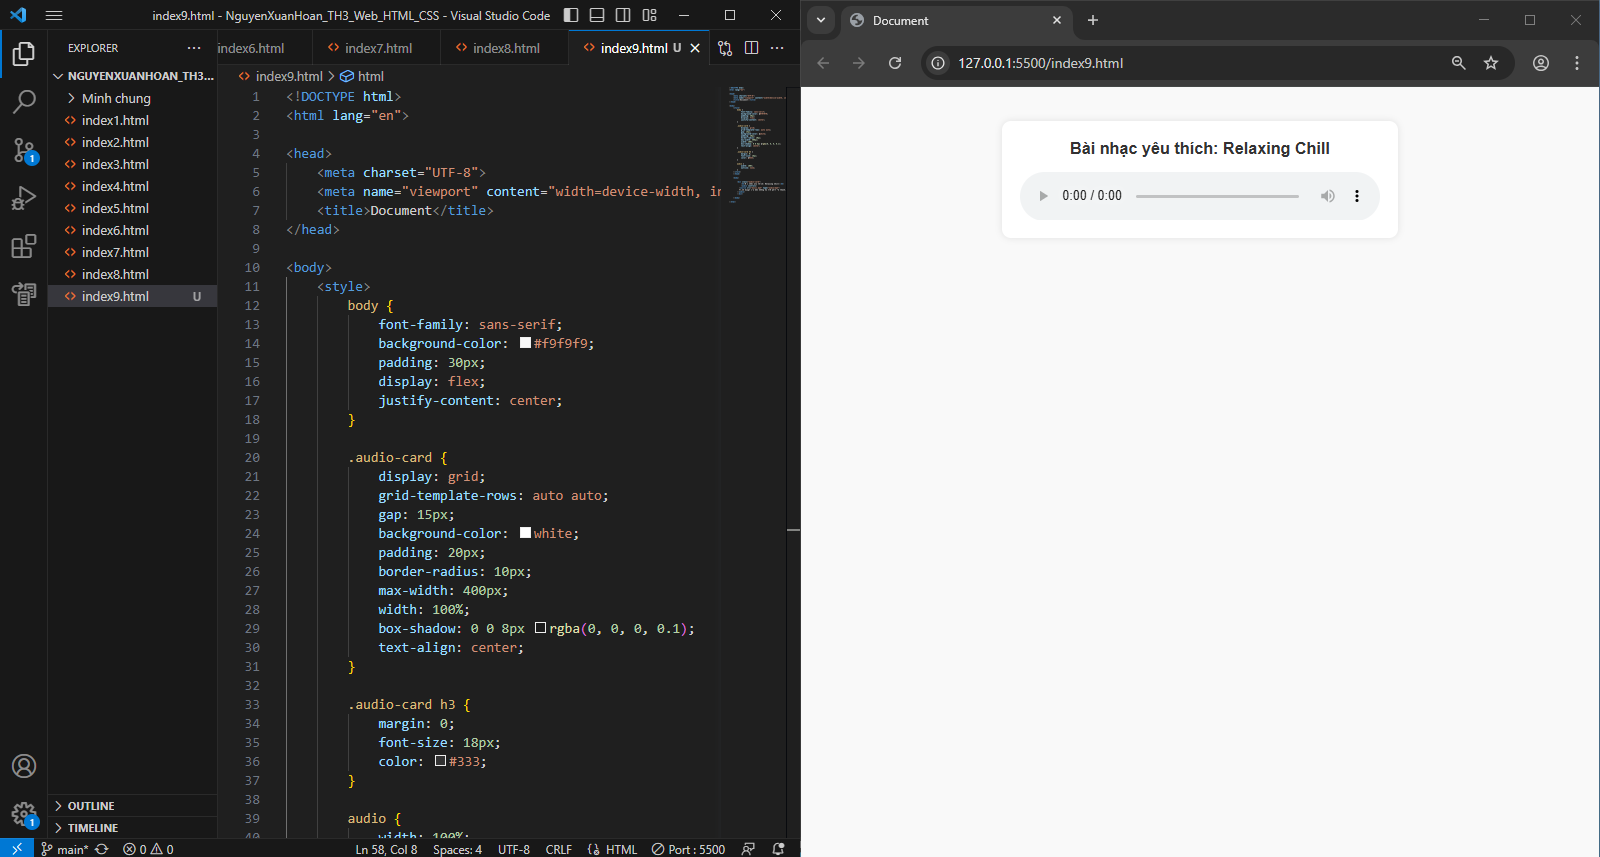 index9.html - NguyenXuanHoan_TH3_Web_HTML_CSS - Visual Studio Code
EXPLORER
index6.html
index7.html
index8.html
index9.html U
NGUYENXUANHOAN_TH3...
Minh chung
index1.html
index2.html
index3.html
index4.html
index5.html
index6.html
index7.html
index8.html
index9.html U
OUTLINE
TIMELINE
1
1
index9.html > html
1 <!DOCTYPE html>
2 <html lang="en">
3
4 <head>
5 <meta charset="UTF-8">
6 <meta name="viewport" content="width=device-width, in
7 <title>Document</title>
8 </head>
9
10 <body>
11 <style>
12 body {
13 font-family: sans-serif;
14 background-color: #f9f9f9;
15 padding: 30px;
16 display: flex;
17 justify-content: center;
18 }
19
20 .audio-card {
21 display: grid;
22 grid-template-rows: auto auto;
23 gap: 15px;
24 background-color: white;
25 padding: 20px;
26 border-radius: 10px;
27 max-width: 400px;
28 width: 100%;
29 box-shadow: 0 0 8px rgba(0, 0, 0, 0.1);
30 text-align: center;
31 }
32
33 .audio-card h3 {
34 margin: 0;
35 font-size: 18px;
36 color: #333;
37 }
38
39 audio {
40 width: 100%;
main* 0 0 Ln 58, Col 8 Spaces: 4 UTF-8 CRLF HTML Port : 5500
Document
127.0.0.1:5500/index9.html
Bài nhạc yêu thích: Relaxing Chill
0:00 / 0:00